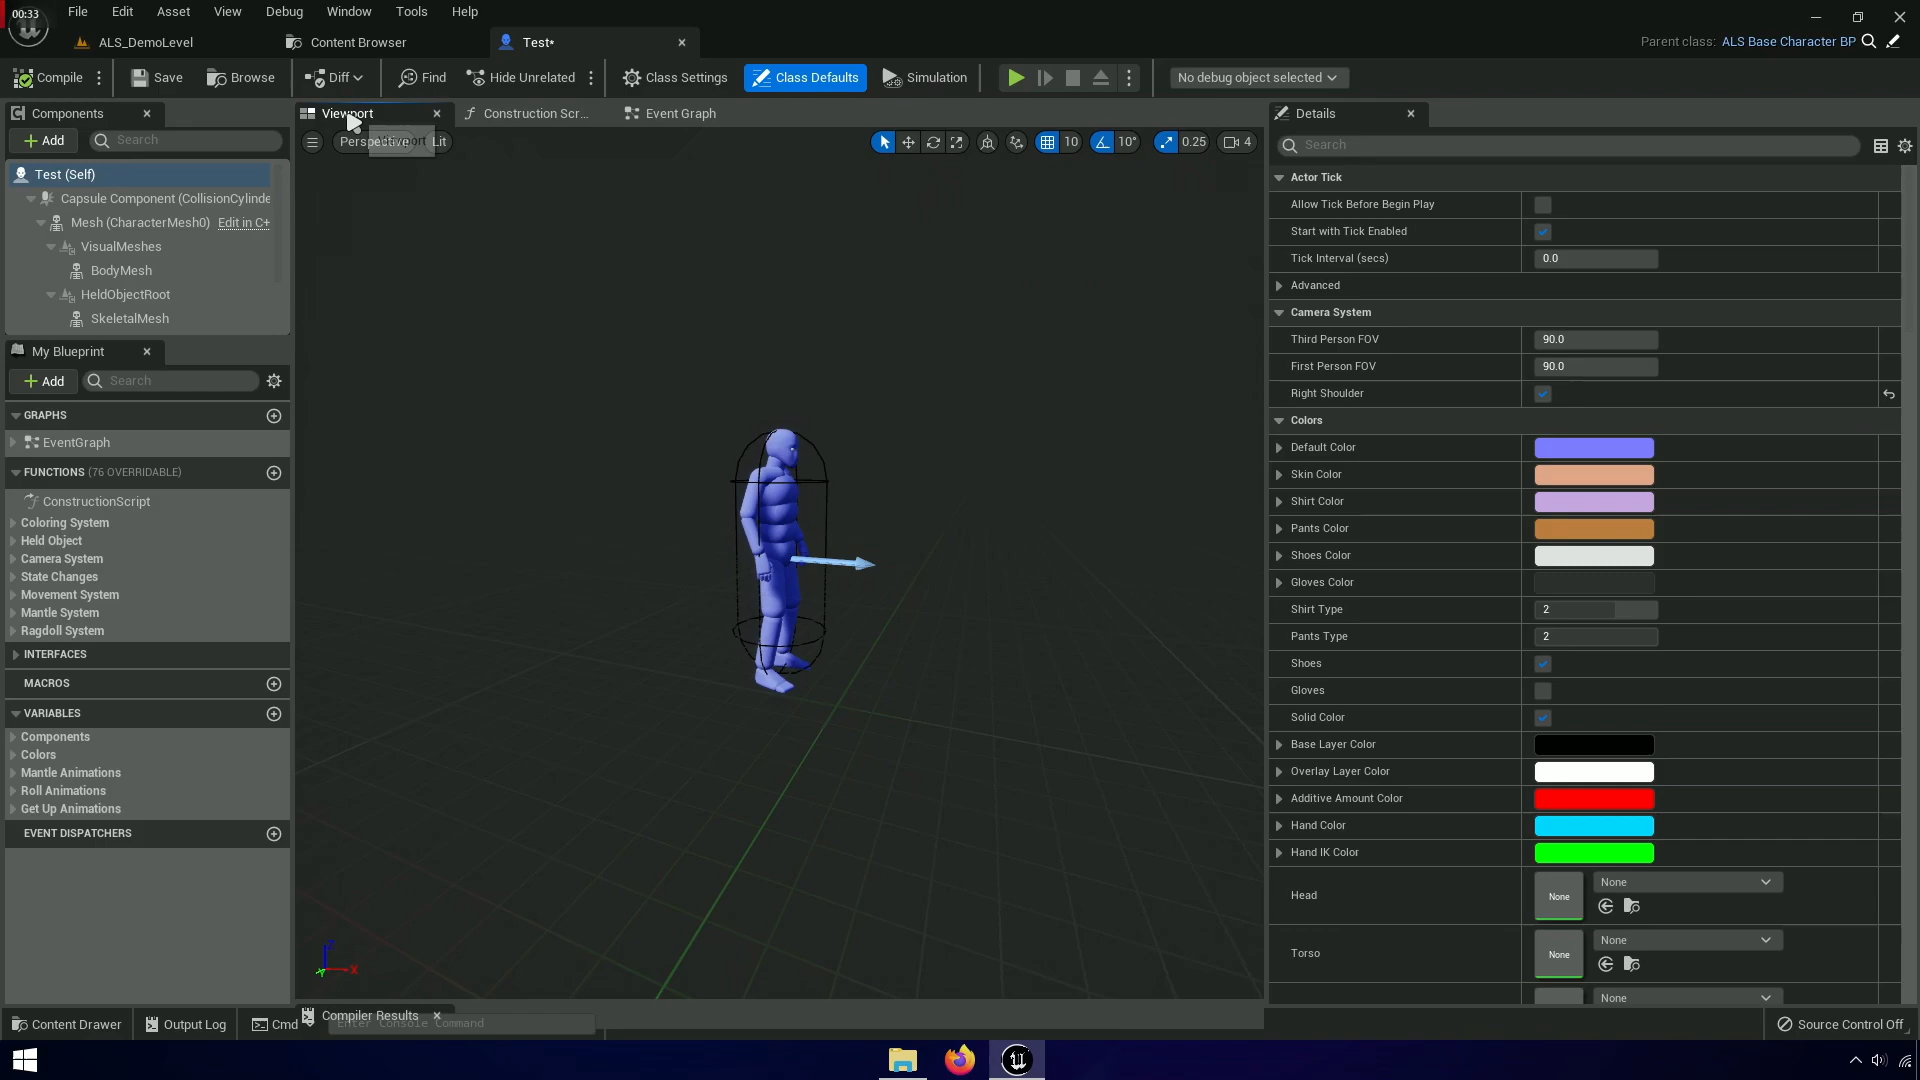 00:33
File Edit Asset View Debug Window Tools Help
ALS_DemoLevel
Content Browser
Test*
Parent class: ALS Base Character BP
Compile
Save
Browse
Diff
Find
Hide Unrelated
Class Settings
Class Defaults
Simulation
No debug object selected
Components
Add
Search
Test (Self)
Capsule Component (CollisionCylinde
Mesh (CharacterMesh0) Edit in C+
VisualMeshes
BodyMesh
HeldObjectRoot
SkeletalMesh
My Blueprint
Add
Search
GRAPHS
EventGraph
FUNCTIONS (76 OVERRIDABLE)
ConstructionScript
Coloring System
Held Object
Camera System
State Changes
Movement System
Mantle System
Ragdoll System
INTERFACES
MACROS
VARIABLES
Components
Colors
Mantle Animations
Roll Animations
Get Up Animations
EVENT DISPATCHERS
Viewport
Construction Scr...
Event Graph
Perspective
Lit
10
10°
0.25
4
Z
X
Y
Compiler Results
Details
Search
Actor Tick
Allow Tick Before Begin Play
Start with Tick Enabled
Tick Interval (secs) 0.0
Advanced
Camera System
Third Person FOV 90.0
First Person FOV 90.0
Right Shoulder
Colors
Default Color
Skin Color
Shirt Color
Pants Color
Shoes Color
Gloves Color
Shirt Type 2
Pants Type 2
Shoes
Gloves
Solid Color
Base Layer Color
Overlay Layer Color
Additive Amount Color
Hand Color
Hand IK Color
Head None None
Torso None None
None
Content Drawer
Output Log
Cmd
Enter Console Command
Source Control Off